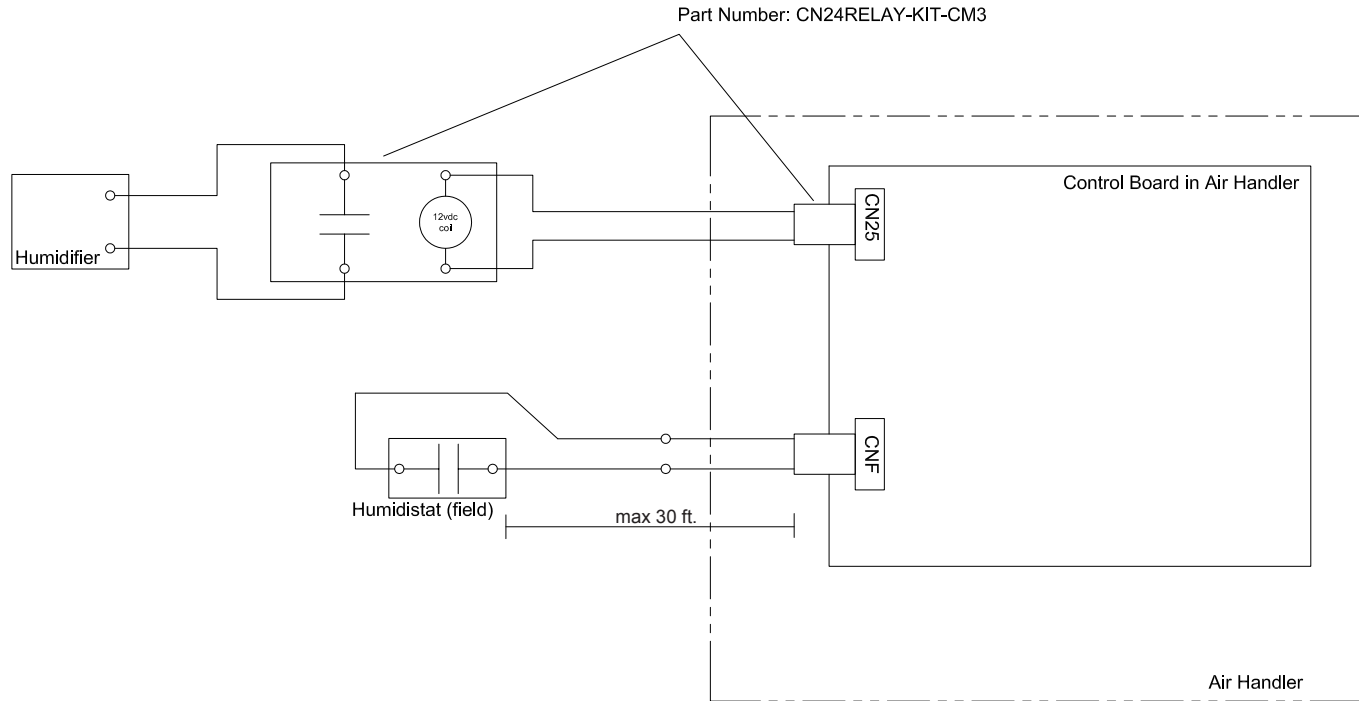 Part Number: CN24RELAY-KIT-CM3
Control Board in Air Handler
CN25
12vdc
coil
Humidifier
CNF
Humidistat (field)
max 30 ft.
Air Handler